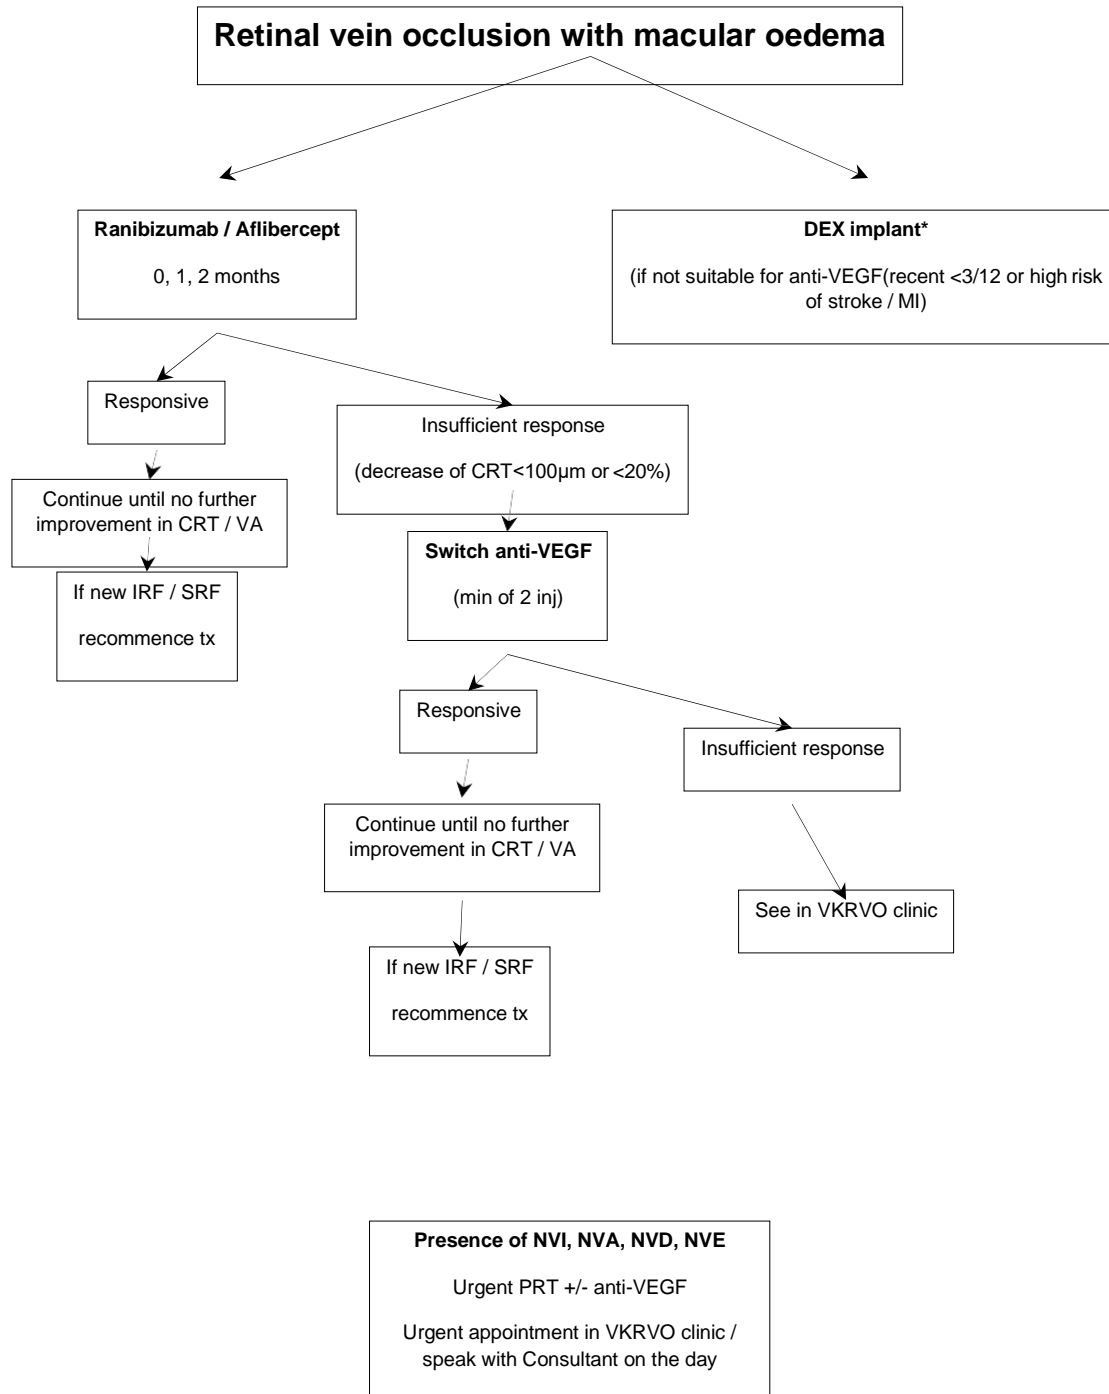 Retinal vein occlusion with macular oedema
Ranibizumab / Aflibercept
0, 1, 2 months
DEX implant*
(if not suitable for anti-VEGF(recent <3/12 or high risk
of stroke / MI)
Responsive
Insufficient response
(decrease of CRT<100µm or <20%)
Continue until no further
improvement in CRT / VA
If new IRF / SRF
recommence tx
Switch anti-VEGF
(min of 2 inj)
Responsive
Insufficient response
Continue until no further
improvement in CRT / VA
See in VKRVO clinic
If new IRF / SRF
recommence tx
Presence of NVI, NVA, NVD, NVE
Urgent PRT +/- anti-VEGF
Urgent appointment in VKRVO clinic /
speak with Consultant on the day